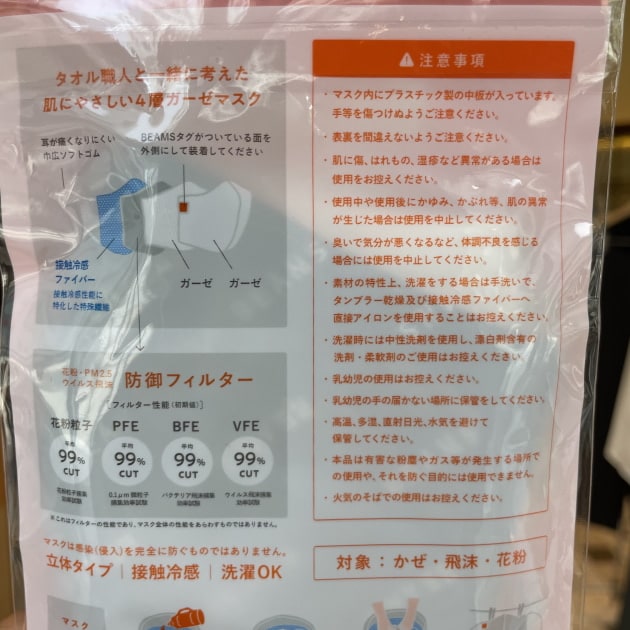 タオル職人と一緒に考えた
肌にやさしい4層ガーゼマスク
耳が痛くなりにくい
巾広ソフトゴム
BEAMSタグがついている面を
外側にして装着してください
接触冷感
ファイバー
接触冷感性能に
特化した特殊繊維
ガーゼ
ガーゼ
花粉・PM2.5
ウイルス飛沫
防御フィルター
[フィルター性能(初期値)]
花粉粒子
PFE
BFE
VFE
平均
99%
CUT
平均
99%
CUT
平均
99%
CUT
平均
99%
CUT
花粉粒子捕集
効率試験
0.1μm 微粒子
捕集効率試験
バクテリア飛沫捕集
効率試験
ウイルス飛沫捕集
効率試験
※これはフィルターの性能であり、マスク全体の性能をあらわすものではありません。
マスクは感染(侵入)を完全に防ぐものではありません。
立体タイプ|接触冷感|洗濯OK
マスク
注意事項
・マスク内にプラスチック製の中板が入っています。
手等を傷つけぬようご注意ください。
・表裏を間違えないようご注意ください。
・肌に傷、はれもの、湿疹など異常がある場合は
使用をお控えください。
・使用中や使用後にかゆみ、かぶれ等、肌の異常
が生じた場合は使用を中止してください。
・臭いで気分が悪くなるなど、体調不良を感じる
場合には使用を中止してください。
・素材の特性上、洗濯をする場合は手洗いで、
タンブラー乾燥及び接触冷感ファイバーへ
直接アイロンを使用することはお控えください。
・洗濯時には中性洗剤を使用し、漂白剤含有の
洗剤・柔軟剤のご使用はお控えください。
・乳幼児の使用はお控えください。
・乳幼児の手の届かない場所に保管をしてください。
・高温、多湿、直射日光、水気を避けて
保管してください。
・本品は有害な粉塵やガス等が発生する場所で
の使用や、それを防ぐ目的には使用できません。
・火気のそばでの使用はお控えください。
対象:かぜ・飛沫・花粉